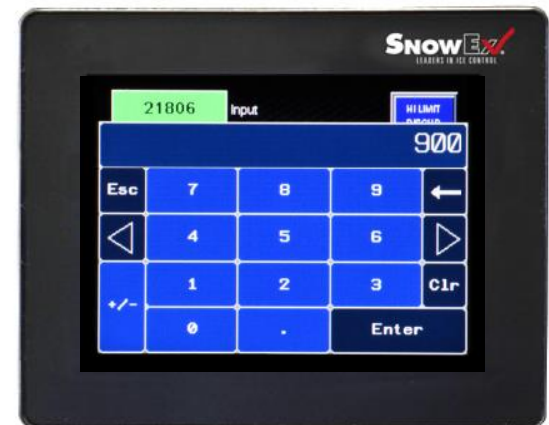 SNOWEX
LEADERS IN ICE CONTROL
21806 Input HI LIMIT
900
Esc 7 8 9 ←
4 5 6
+/- 1 2 3 Clr
0 . Enter